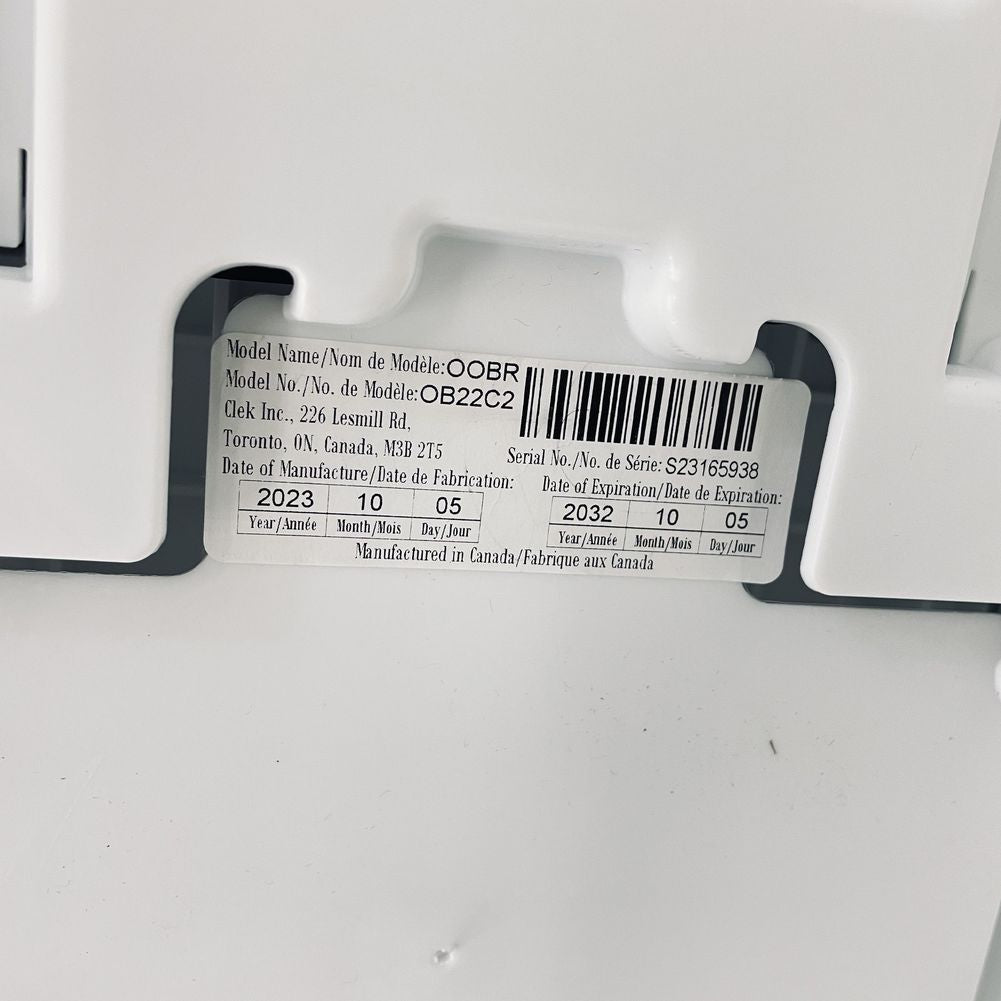 Model Name/Nom de Modèle: OOBR
Model No./No. de Modèle: OB22C2
Clek Inc., 226 Lesmill Rd,
Toronto, ON, Canada, M3B 2T5
Serial No./No. de Série: S23165938
Date of Manufacture/Date de Fabrication:
2023 10 05
Year/Année Month/Mois Day/Jour
Date of Expiration/Date de Expiration:
2032 10 05
Year/Année Month/Mois Day/Jour
Manufactured in Canada/Fabrique aux Canada